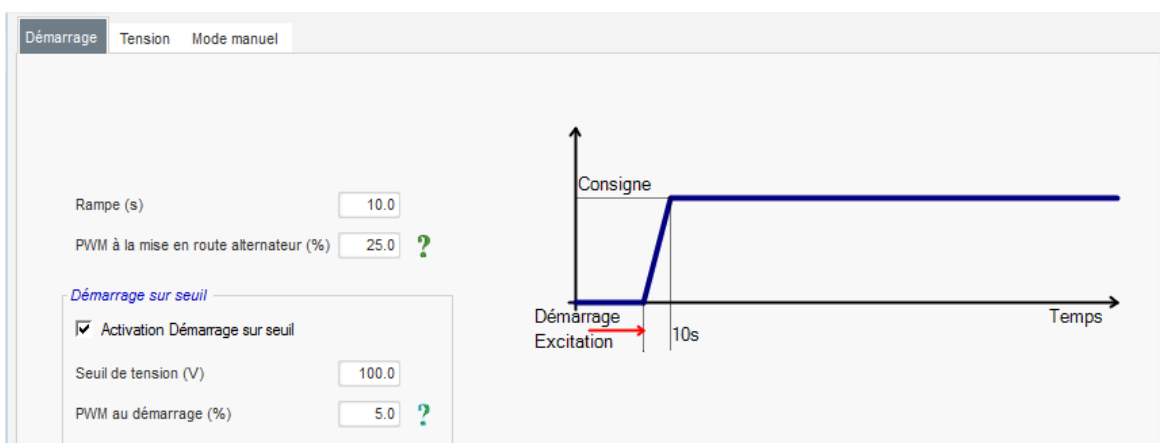 Démarrage Tension Mode manuel
Rampe (s) 10.0
PWM à la mise en route alternateur (%) 25.0 ?
Démarrage sur seuil
Activation Démarrage sur seuil
Seuil de tension (V) 100.0
PWM au démarrage (%) 5.0 ?
Consigne
Démarrage
Excitation
10s
Temps